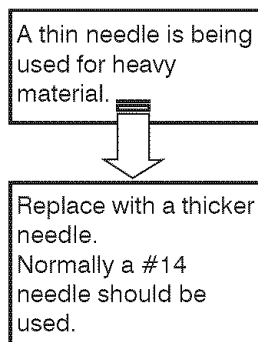 A thin needle is being
used for heavy
material.
Replace with a thicker
needle.
Normally a #14
needle should be
used.